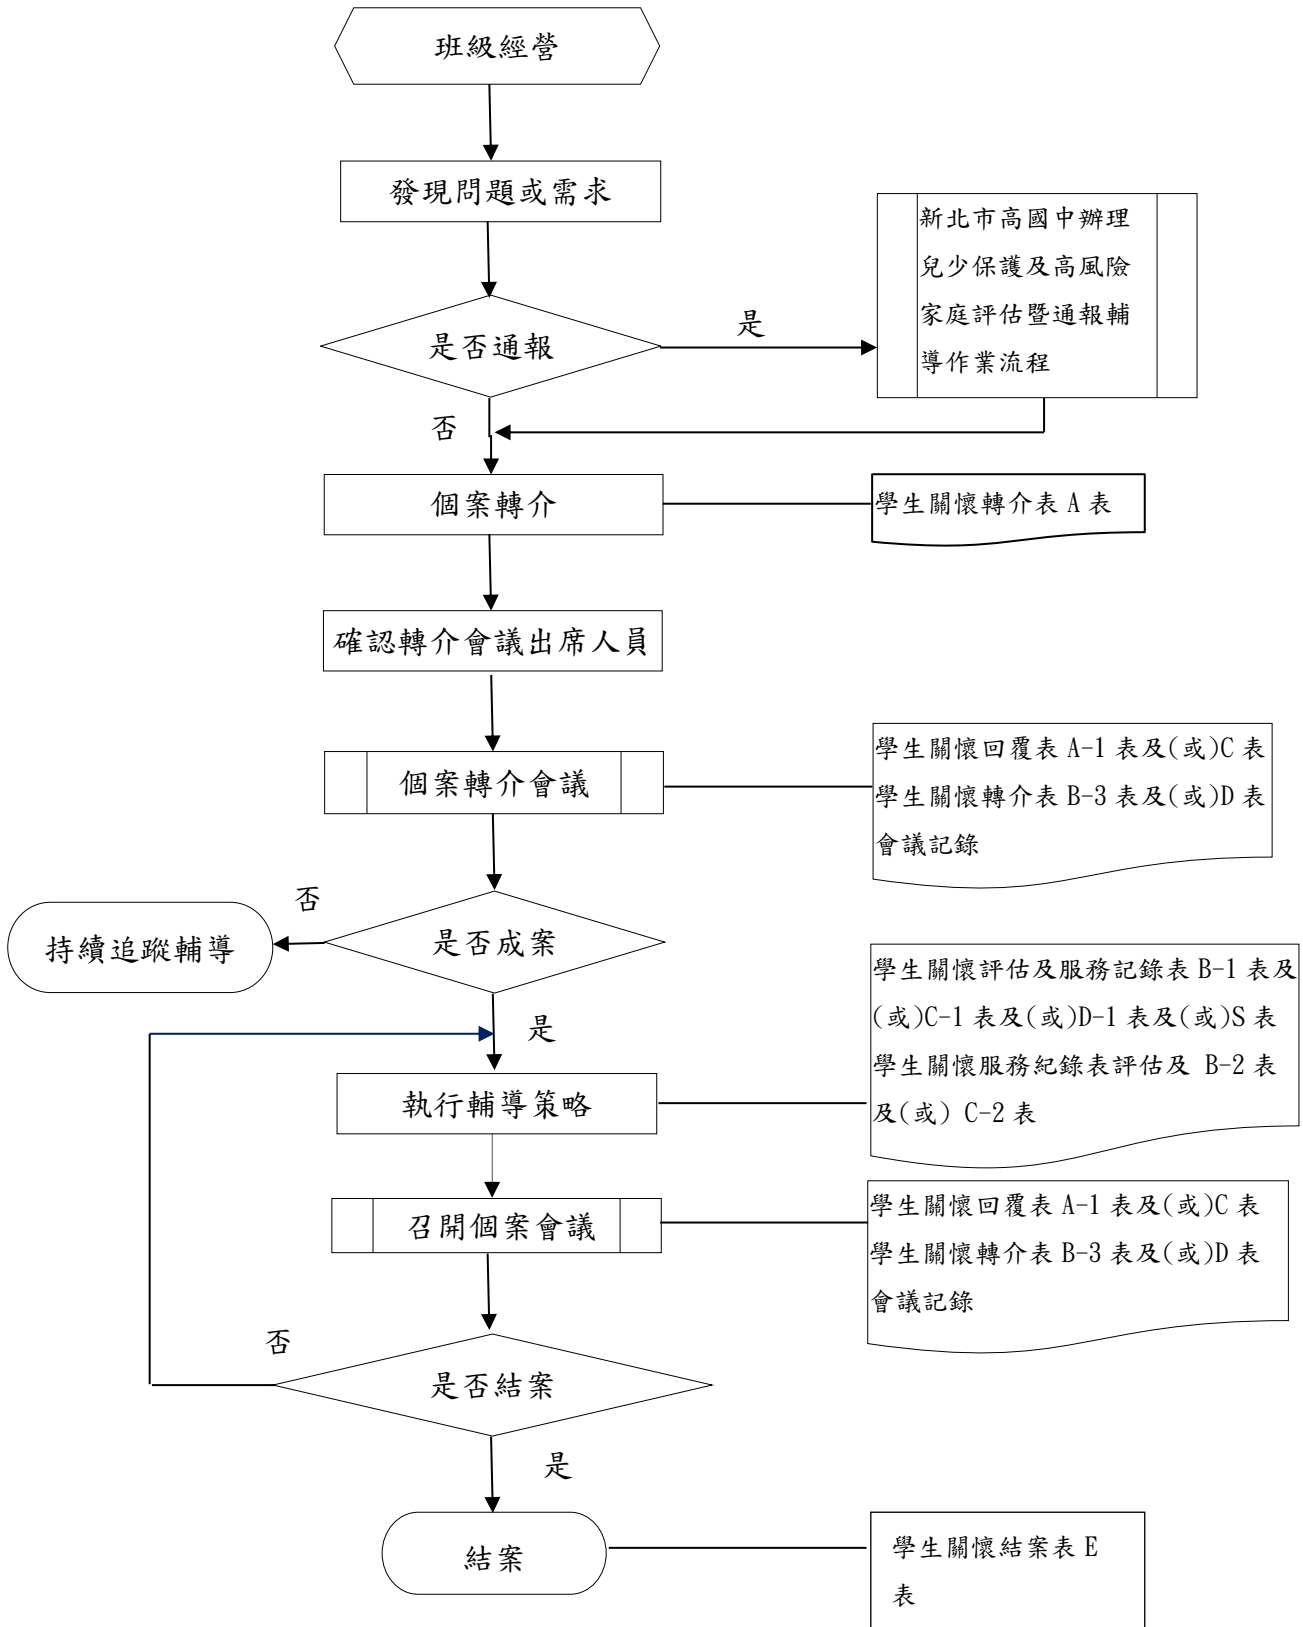 班級經營
發現問題或需求
新北市高國中辦理
兒少保護及高風險
家庭評估暨通報輔
導作業流程
是否通報
是
否
個案轉介
學生關懷轉介表 A 表
確認轉介會議出席人員
個案轉介會議
學生關懷回覆表 A-1 表及(或)C 表
學生關懷轉介表 B-3 表及(或)D 表
會議記錄
否
是否成案
持續追蹤輔導
是
學生關懷評估及服務記錄表 B-1 表及
(或)C-1 表及(或)D-1 表及(或)S 表
學生關懷服務紀錄表評估及 B-2 表
及(或) C-2 表
執行輔導策略
召開個案會議
學生關懷回覆表 A-1 表及(或)C 表
學生關懷轉介表 B-3 表及(或)D 表
會議記錄
否
是否結案
是
結案
學生關懷結案表 E
表